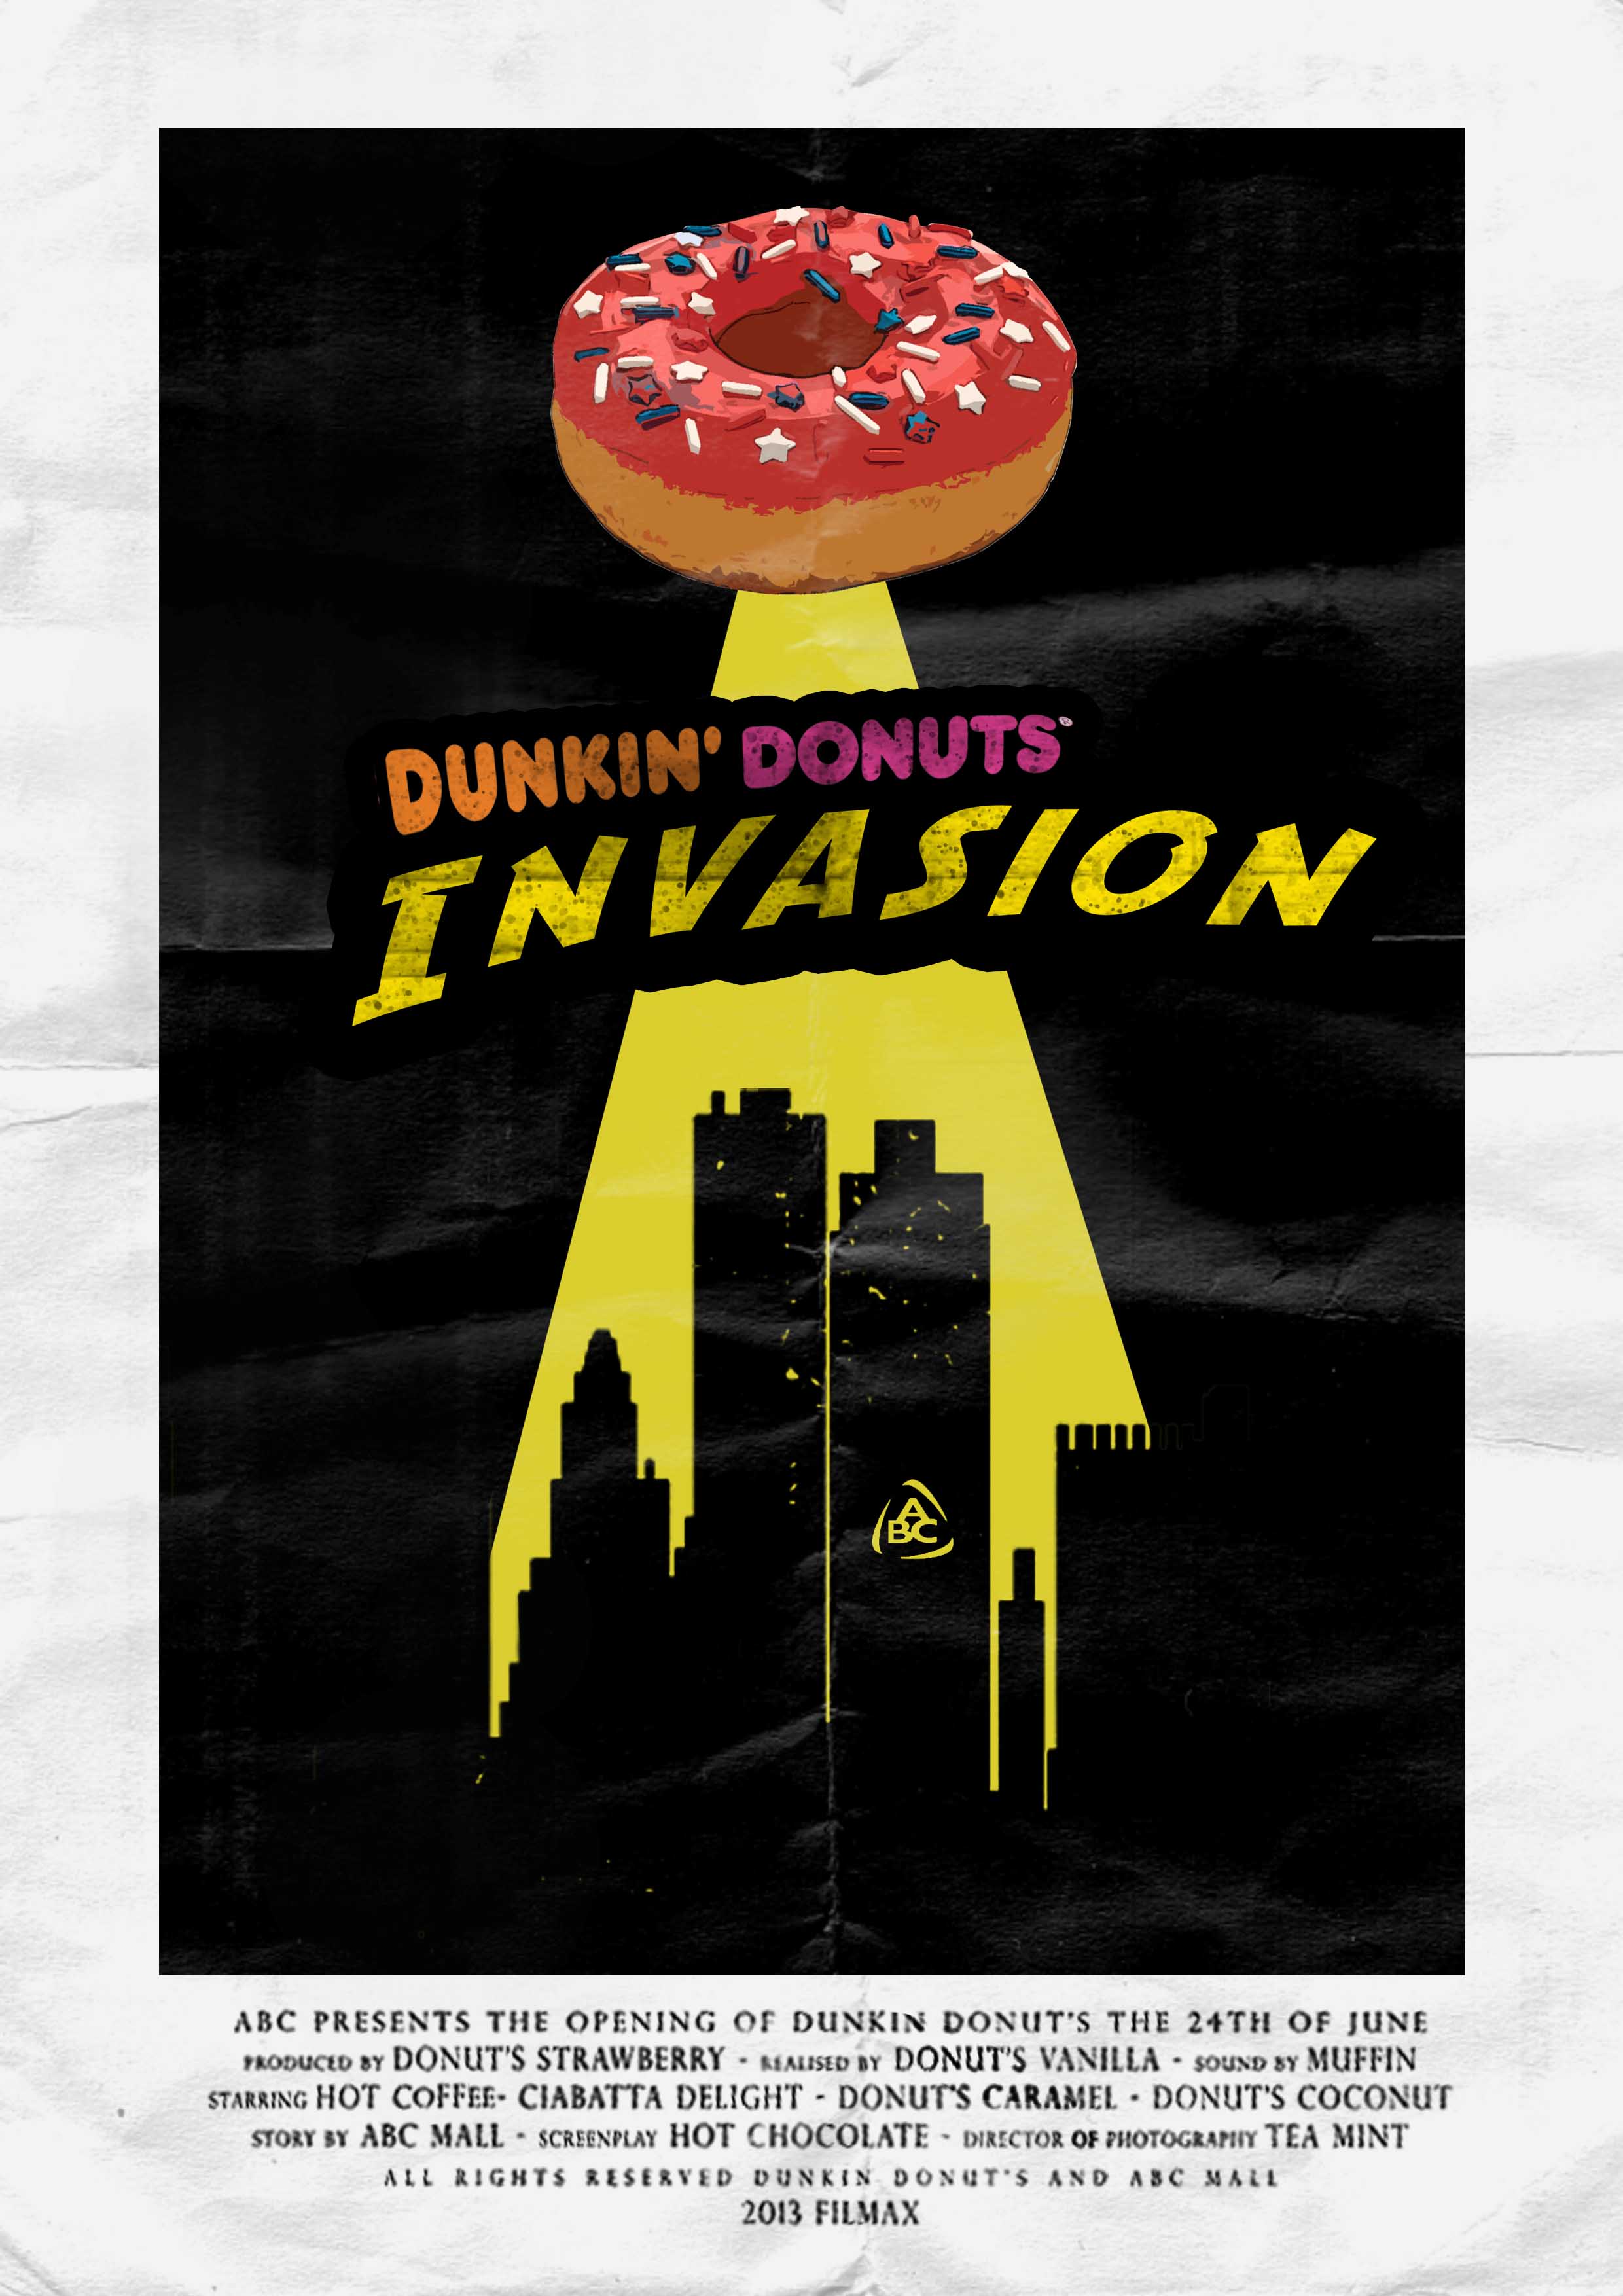 DUNKIN' DONUTS
INVASION
A
BC
ABC PRESENTS THE OPENING OF DUNKIN DONUT'S THE 24TH OF JUNE
PRODUCED BY DONUT'S STRAWBERRY - REALISED BY DONUT'S VANILLA - SOUND BY MUFFIN
STARRING HOT COFFEE- CIABATTA DELIGHT - DONUT'S CARAMEL - DONUT'S COCONUT
STORY BY ABC MALL - SCREENPLAY HOT CHOCOLATE - DIRECTOR OF PHOTOGRAPHY TEA MINT
ALL RIGHTS RESERVED DUNKIN DONUT'S AND ABC MALL
2013 FILMAX